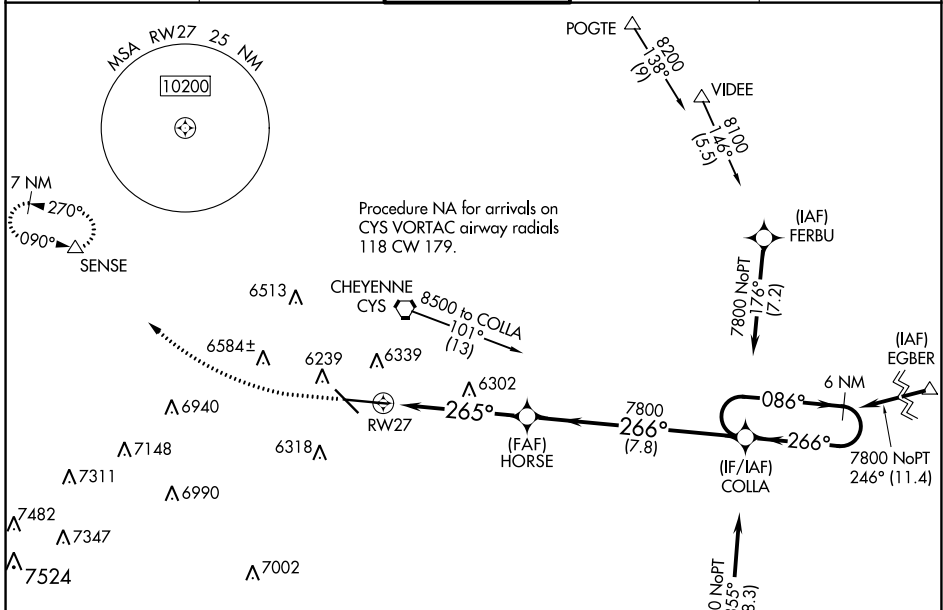 MSA RW27 25 NM
10200
POGTE
8200
138°
(9)
VIDEE
8100
146°
(5.5)
7 NM
270°
090°
SENSE
Procedure NA for arrivals on
CYS VORTAC airway radials
118 CW 179.
(IAF)
FERBU
7800 NoPT
176°
(7.2)
CHEYENNE
CYS
8500 to COLLA
101°
(13)
6513
6584±
6239
6339
6302
(IAF)
EGBER
6 NM
086°
266°
7800 NoPT
246° (11.4)
6940
RW27
265°
(FAF)
HORSE
7800
266°
(7.8)
(IF/IAF)
COLLA
7148
6318
7311
6990
7482
7347
7524
7002
NoPT